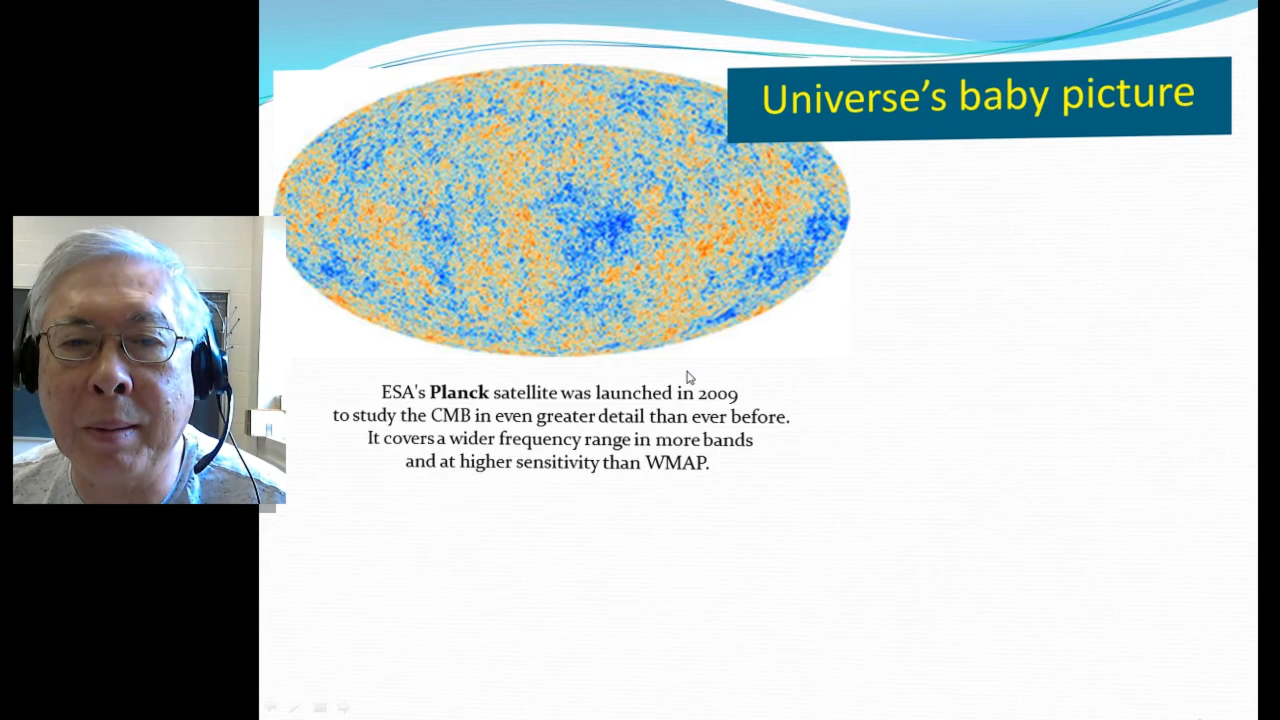 Universe's baby picture
ESA's Planck satellite was launched in 2009
to study the CMB in even greater detail than ever before.
It covers a wider frequency range in more bands
and at higher sensitivity than WMAP.